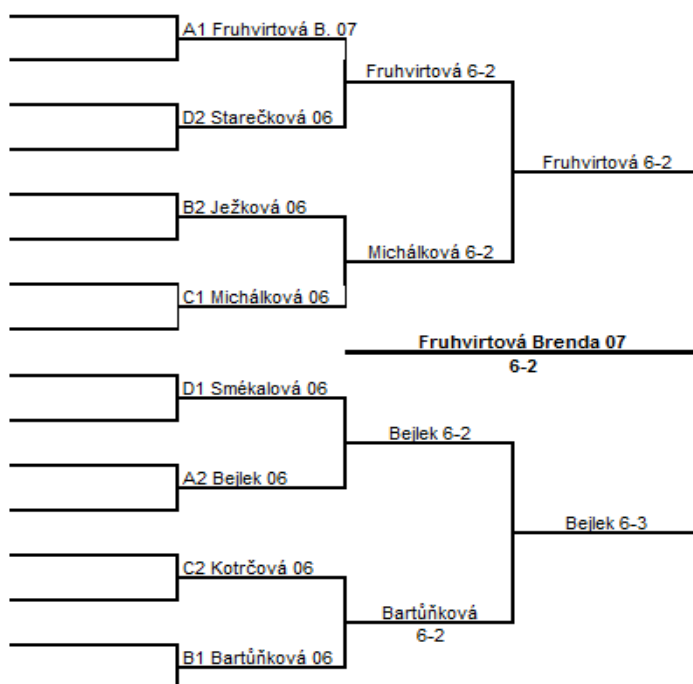 A1 Fruhvirtová B. 07
Fruhvirtová 6-2
D2 Starečková 06
Fruhvirtová 6-2
B2 Ježková 06
Michálková 6-2
C1 Michálková 06
Fruhvirtová Brenda 07
6-2
D1 Smékalová 06
Bejlek 6-2
A2 Bejlek 06
Bejlek 6-3
C2 Kotrčová 06
Bartůňková
6-2
B1 Bartůňková 06